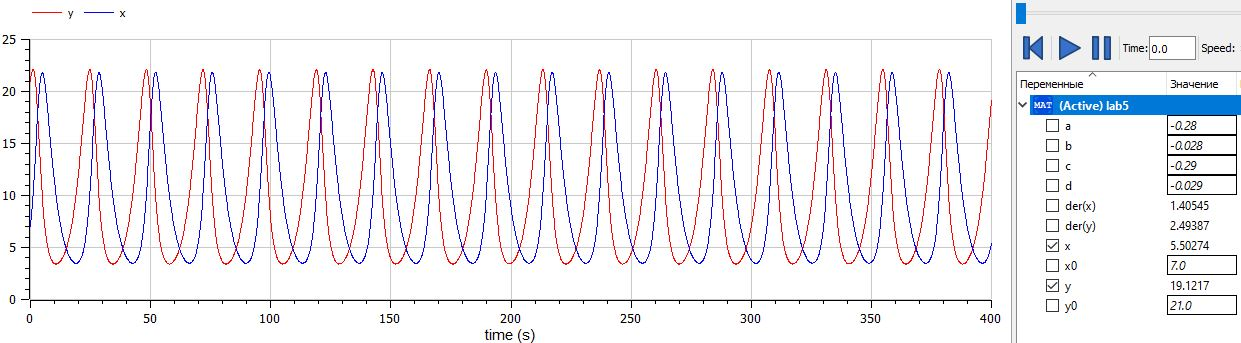 y x
25
20
15
10
5
0
0 50 100 150 200 250 300 350 400
time (s)
Time: 0.0 Speed:
Переменные Значение
MAT (Active) lab5
a -0.28
b -0.028
c -0.29
d -0.029
der(x) 1.40545
der(y) 2.49387
x 5.50274
x0 7.0
y 19.1217
y0 21.0